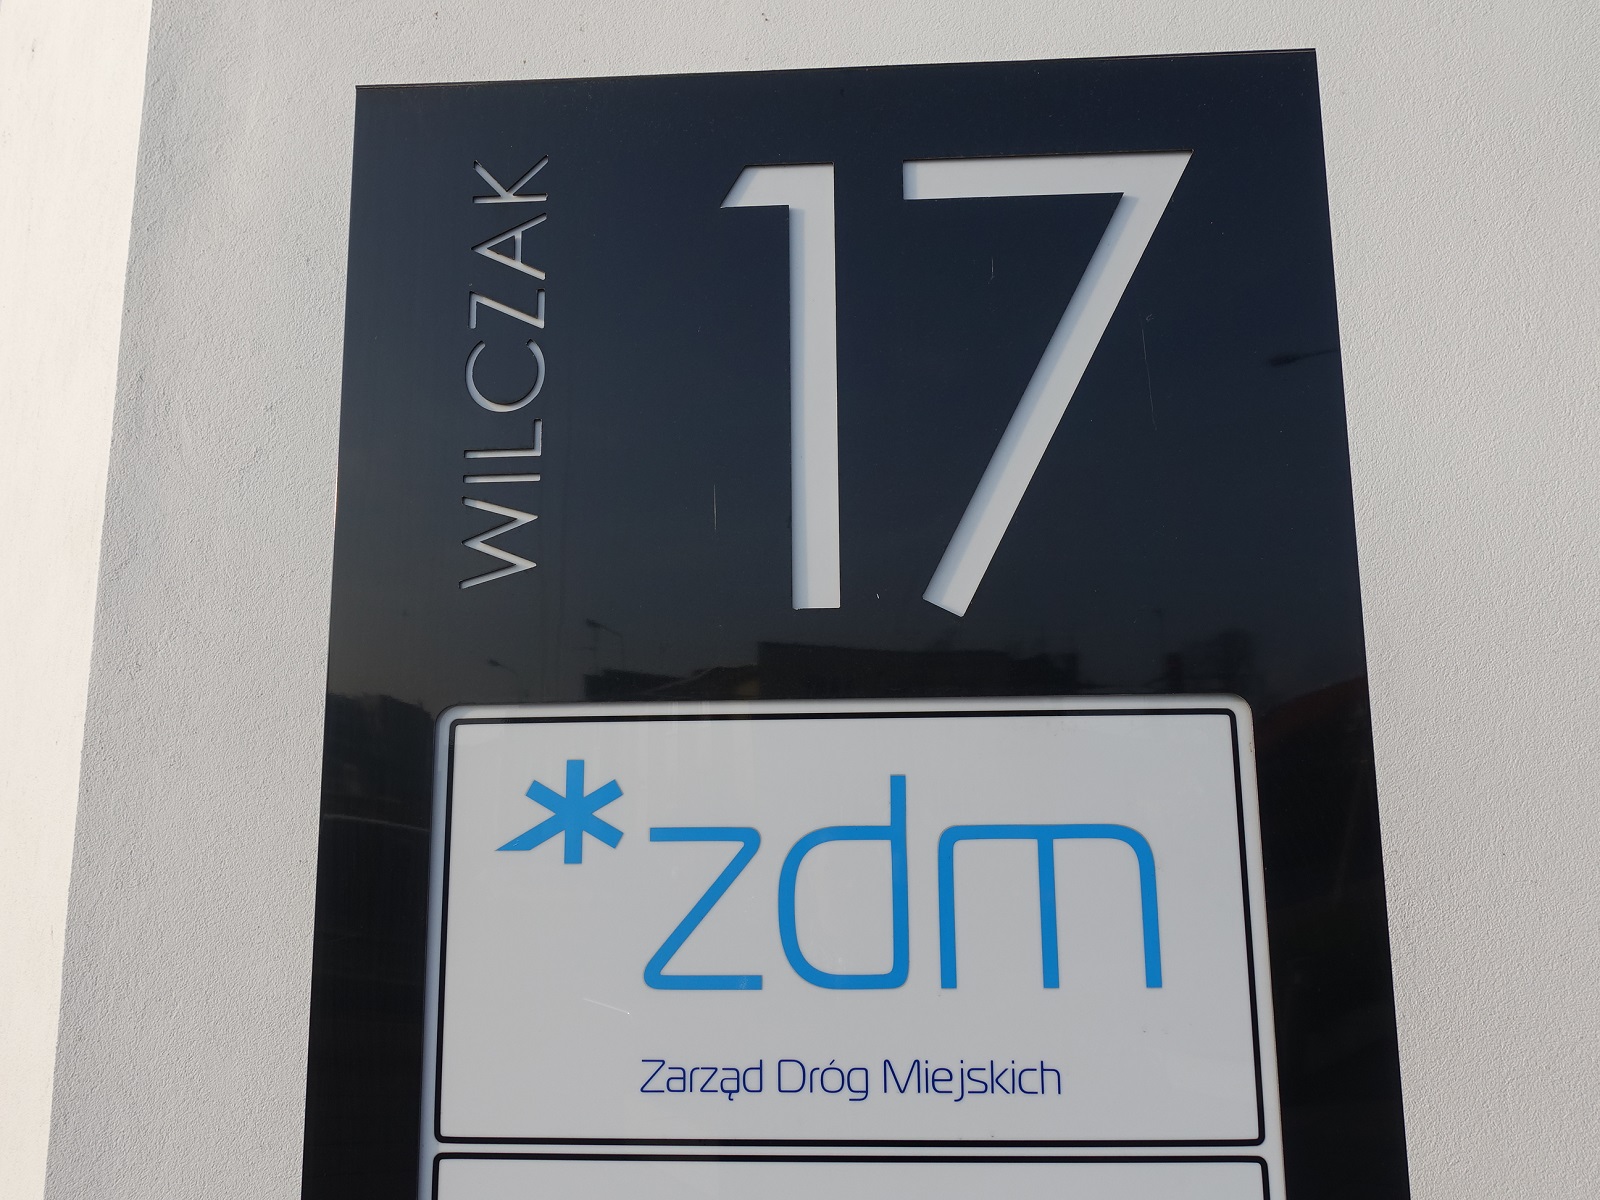 WILCZAK
17
*zdm
Zarząd Dróg Miejskich